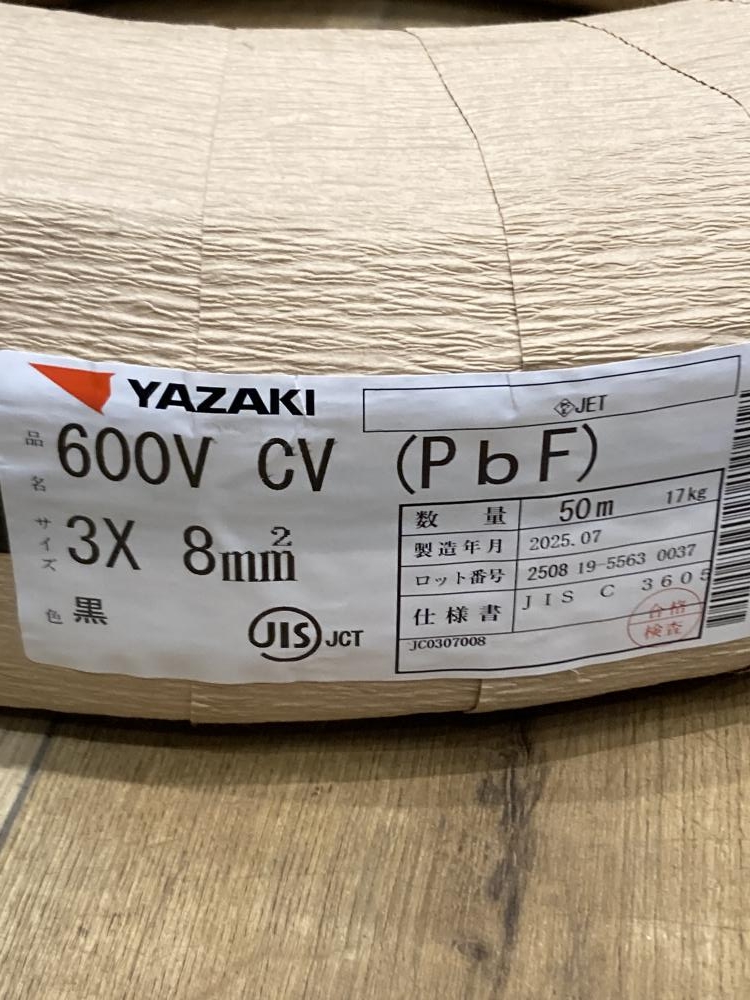 YAZAKI
<PS>E JET
品名 600V CV (PbF)
サイズ 3X 8mm²
色 黒
JIS JCT
数量 50m 17kg
製造年月 2025.07
ロット番号 2508 19-5563 0037
仕様書 JIS C 3605
JC0307008
合格
検査